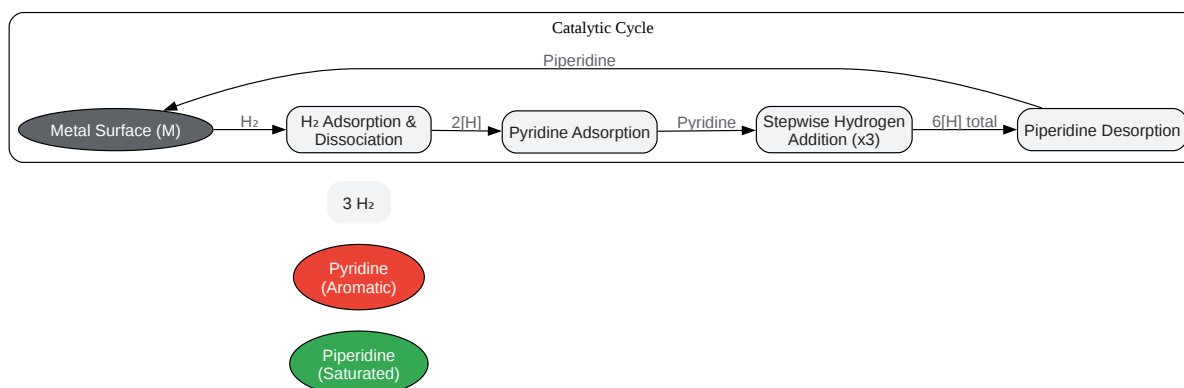 Catalytic Cycle
Piperidine
Metal Surface (M)
H₂
H₂ Adsorption &
Dissociation
2[H]
Pyridine Adsorption
Pyridine
Stepwise Hydrogen
Addition (x3)
6[H] total
Piperidine Desorption
3 H₂
Pyridine
(Aromatic)
Piperidine
(Saturated)